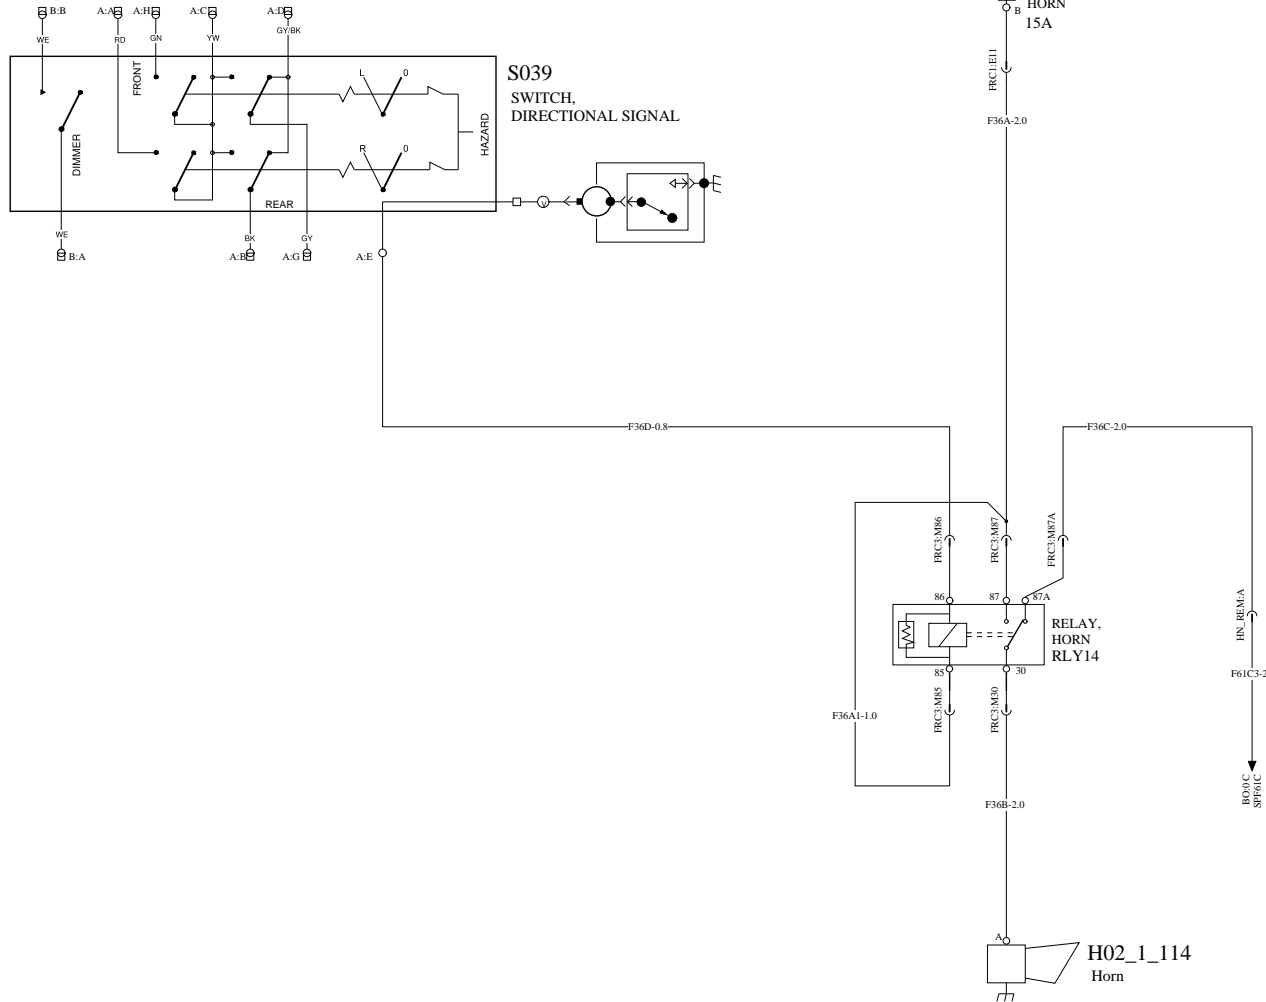 B:B
A:A
A:H
A:C
A:D
WE
RD
GN
YW
GY/BK
HORN
B
15A
FRC1:E11
F36A-2.0
FRONT
DIMMER
L
0
R
0
HAZARD
REAR
S039
SWITCH,
DIRECTIONAL SIGNAL
V
WE
BK
GY
B:A
A:B
A:G
A:E
F36D-0.8
F36C-2.0
FRC3:M86
FRC3:M87
FRC3:M87A
86
87
87A
RELAY,
HORN
RLY14
85
30
FRC3:M85
FRC3:M30
F36A1-1.0
HN_REM:A
F61C3-2
BO:0 C
SPF61C
F36B-2.0
A
H02_1_114
Horn